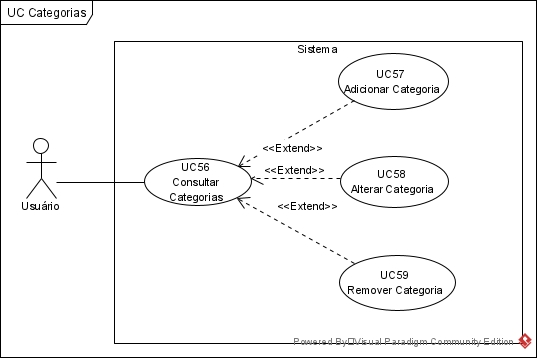 UC Categorias
Sistema
UC57
Adicionar Categoria
<<Extend>>
UC56
Consultar
Categorias
<<Extend>>
UC58
Alterar Categoria
Usuário
<<Extend>>
UC59
Remover Categoria
Powered By Visual Paradigm Community Edition